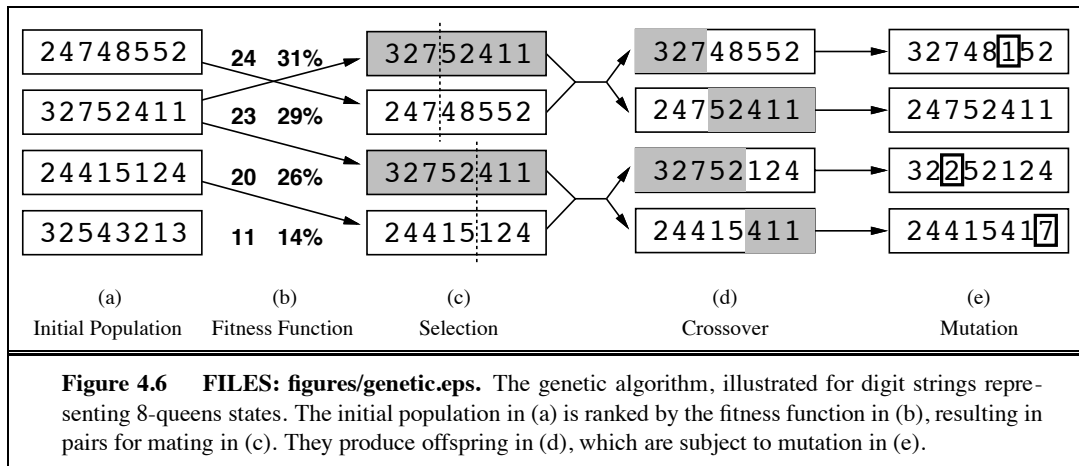 24748552 24 31% 32752411 32748552 32748152
32752411 23 29% 24748552 24752411 24752411
24415124 20 26% 32752411 32752124 32252124
32543213 11 14% 24415124 24415411 24415417
(a) (b) (c) (d) (e)
Initial Population Fitness Function Selection Crossover Mutation
Figure 4.6 FILES: figures/genetic.eps. The genetic algorithm, illustrated for digit strings repre-
senting 8-queens states. The initial population in (a) is ranked by the fitness function in (b), resulting in
pairs for mating in (c). They produce offspring in (d), which are subject to mutation in (e).